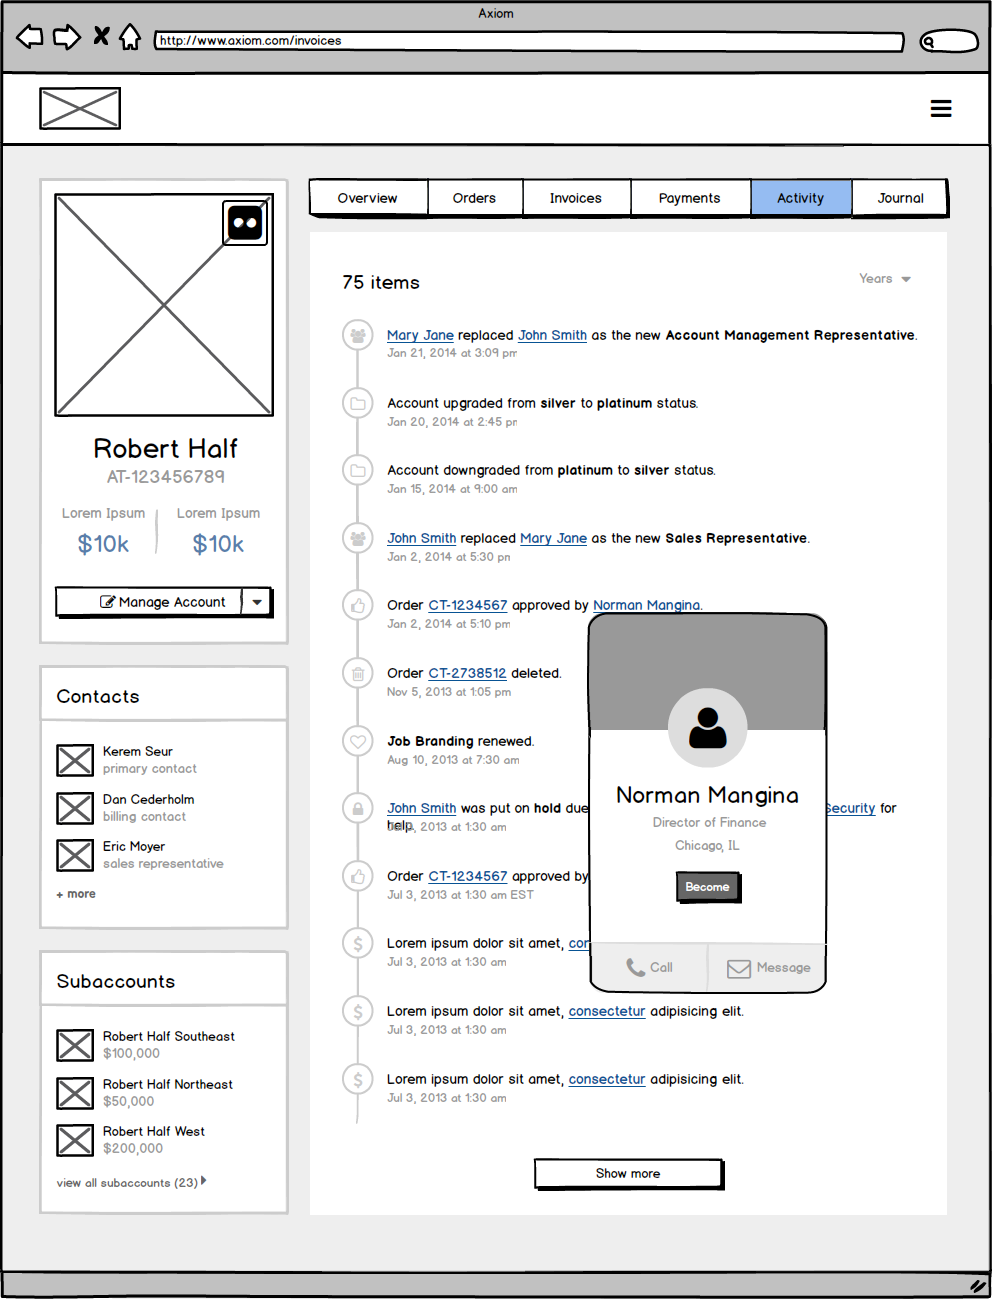 Axiom
http://www.axiom.com/invoices
Overview
Orders
Invoices
Payments
Activity
Journal
Robert Half
AT-123456789
Lorem Ipsum
$10k
Lorem Ipsum
$10k
Manage Account
Contacts
Kerem Seur
primary contact
Dan Cederholm
billing contact
Eric Moyer
sales representative
+ more
Subaccounts
Robert Half Southeast
$100,000
Robert Half Northeast
$50,000
Robert Half West
$200,000
view all subaccounts (23)
75 items
Years
Mary Jane replaced John Smith as the new Account Management Representative.
Jan 21, 2014 at 3:09 pm
Account upgraded from silver to platinum status.
Jan 20, 2014 at 2:45 pm
Account downgraded from platinum to silver status.
Jan 15, 2014 at 9:00 am
John Smith replaced Mary Jane as the new Sales Representative.
Jan 2, 2014 at 5:30 pm
Order CT-1234567 approved by Norman Mangina.
Jan 2, 2014 at 5:10 pm
Order CT-2738512 deleted.
Nov 5, 2013 at 1:05 pm
Job Branding renewed.
Aug 10, 2013 at 7:30 am
John Smith was put on hold due Security for
help.
2013 at 1:30 am
Order CT-1234567 approved by
Jul 3, 2013 at 1:30 am EST
Lorem ipsum dolor sit amet, con
Jul 3, 2013 at 1:30 am
Lorem ipsum dolor sit amet, consectetur adipisicing elit.
Jul 3, 2013 at 1:30 am
Lorem ipsum dolor sit amet, consectetur adipisicing elit.
Jul 3, 2013 at 1:30 am
Show more
Norman Mangina
Director of Finance
Chicago, IL
Become
Call
Message